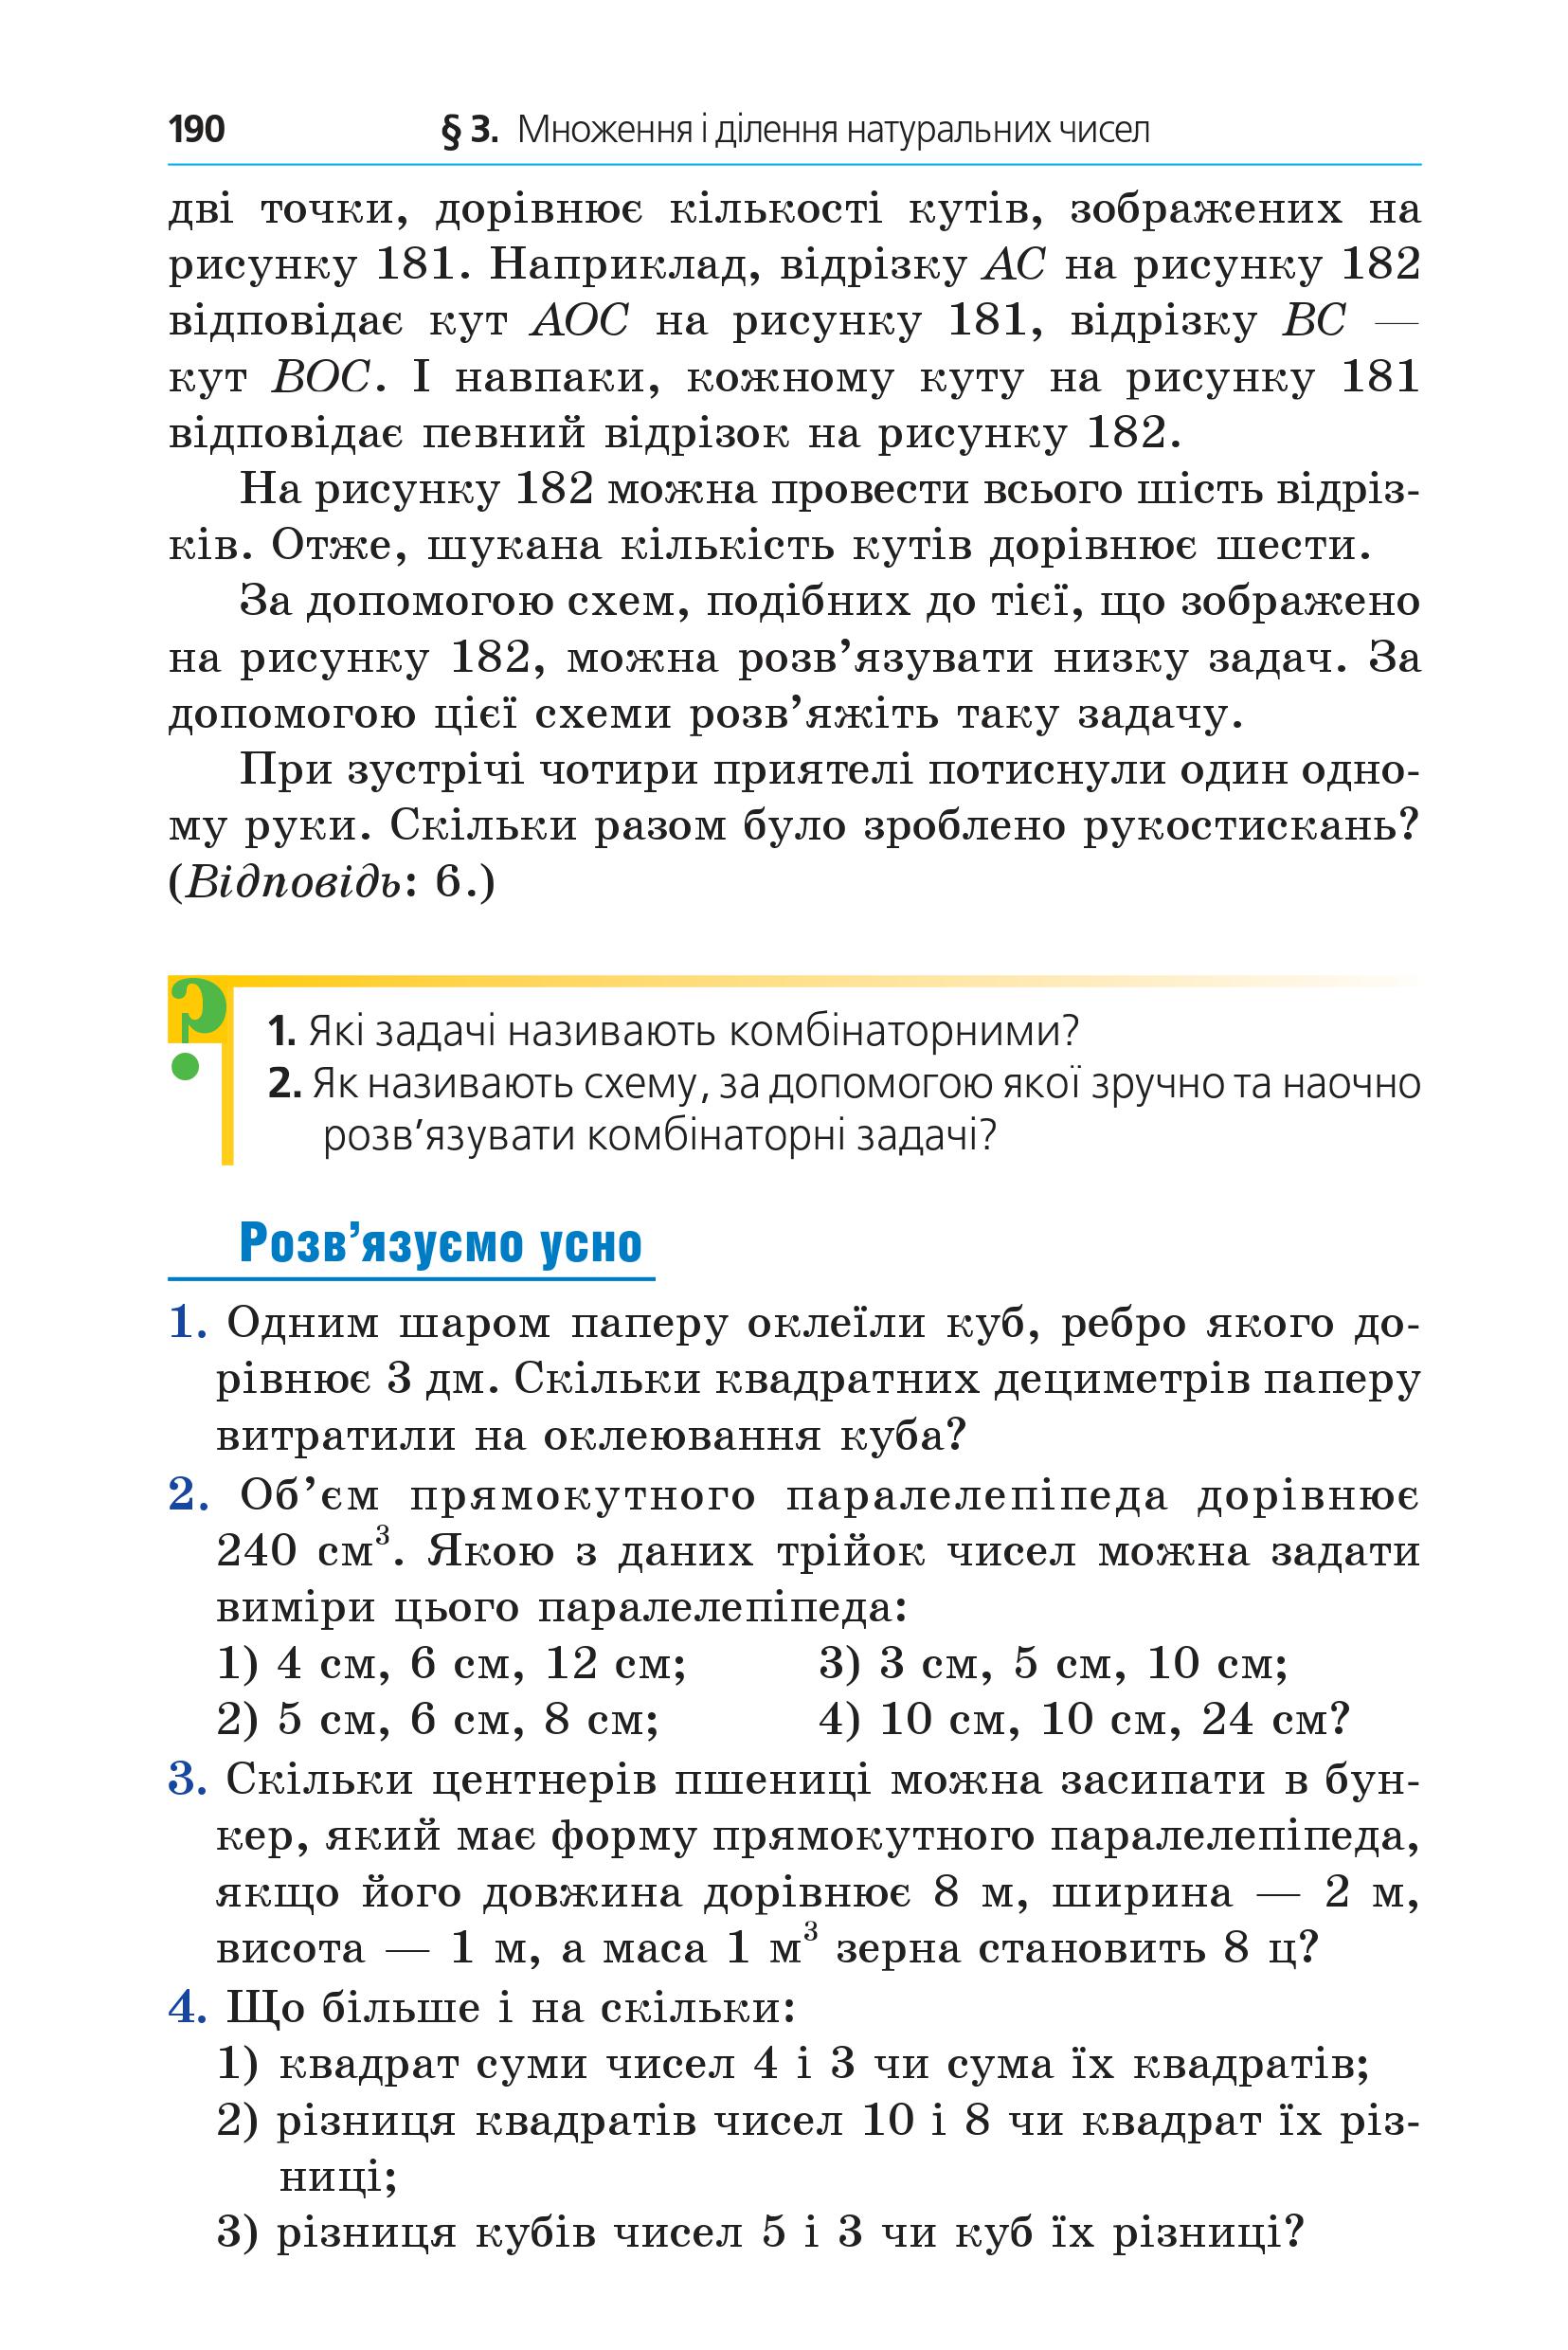 190 § 3. Множення і ділення натуральних чисел
дві точки, дорівнює кількості кутів, зображених на
рисунку 181. Наприклад, відрізку AC на рисунку 182
відповідає кут AOC на рисунку 181, відрізку BC —
кут BOC. І навпаки, кожному куту на рисунку 181
відповідає певний відрізок на рисунку 182.
На рисунку 182 можна провести всього шість відріз-
ків. Отже, шукана кількість кутів дорівнює шести.
За допомогою схем, подібних до тієї, що зображено
на рисунку 182, можна розв’язувати низку задач. За
допомогою цієї схеми розв’яжіть таку задачу.
При зустрічі чотири приятелі потиснули один одно-
му руки. Скільки разом було зроблено рукостискань?
(Відповідь: 6.)
?
1. Які задачі називають комбінаторними?
2. Як називають схему, за допомогою якої зручно та наочно
розв’язувати комбінаторні задачі?
Розв’язуємо усно
1. Одним шаром паперу оклеїли куб, ребро якого до-
рівнює 3 дм. Скільки квадратних дециметрів паперу
витратили на оклеювання куба?
2. Об’єм прямокутного паралелепіпеда дорівнює
240 см³. Якою з даних трійок чисел можна задати
виміри цього паралелепіпеда:
1) 4 см, 6 см, 12 см; 3) 3 см, 5 см, 10 см;
2) 5 см, 6 см, 8 см; 4) 10 см, 10 см, 24 см?
3. Скільки центнерів пшениці можна засипати в бун-
кер, який має форму прямокутного паралелепіпеда,
якщо його довжина дорівнює 8 м, ширина — 2 м,
висота — 1 м, а маса 1 м³ зерна становить 8 ц?
4. Що більше і на скільки:
1) квадрат суми чисел 4 і 3 чи сума їх квадратів;
2) різниця квадратів чисел 10 і 8 чи квадрат їх різ-
ниці;
3) різниця кубів чисел 5 і 3 чи куб їх різниці?